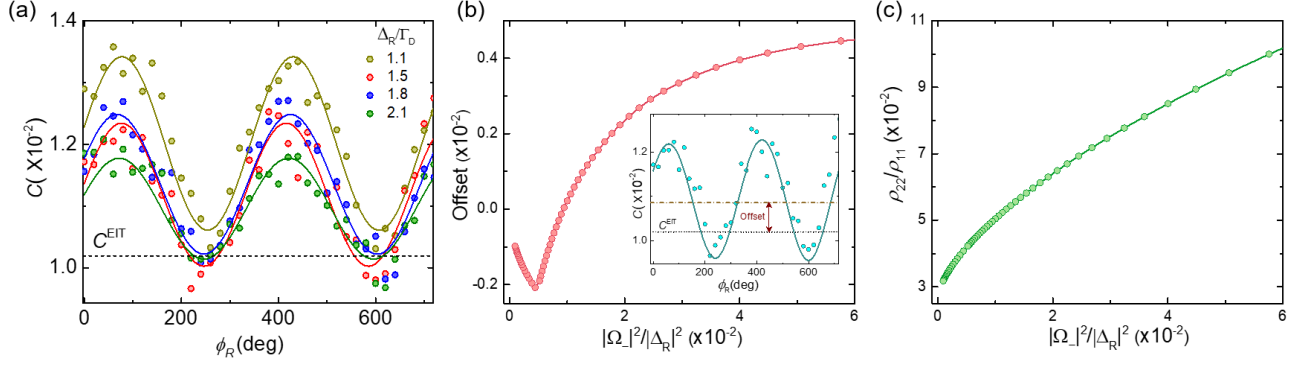 (a)
1.4
1.3
1.2
1.1
1.0
C( X10⁻²)
Cᴱᴵᵀ
Δ_R/Γ_D
1.1
1.5
1.8
2.1
0
200
400
600
ϕ_R(deg)
(b)
0.4
0.2
0.0
-0.2
Offset (x10⁻²)
0
2
4
6
|Ω₋|²/|Δ_R|² (x10⁻²)
1.2
1.0
C( X10⁻²)
Cᴱᴵᵀ
Offset
0
200
400
600
ϕ_R(deg)
(c)
11
9
7
5
3
ρ₂₂/ρ₁₁ (x10⁻²)
0
2
4
6
|Ω₋|²/|Δ_R|² (x10⁻²)